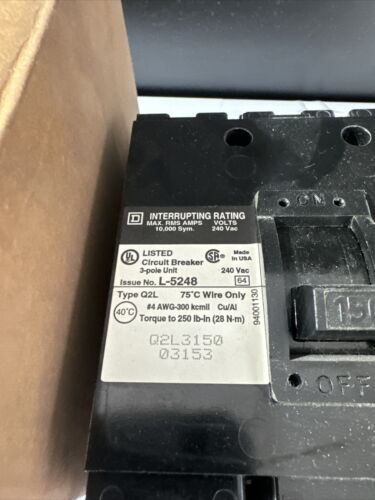 D INTERRUPTING RATING
MAX. RMS AMPS VOLTS
10,000 Sym. 240 Vac
UL LISTED SA Made
Circuit Breaker In USA
3-pole Unit 240 Vac
Issue No. L-5248 64
Type Q2L 75°C Wire Only
40°C #4 AWG-300 kcmil Cu/Al
Torque to 250 lb-in (28 N·m)
94001130
Q2L3150
03153
ON
150
OFF